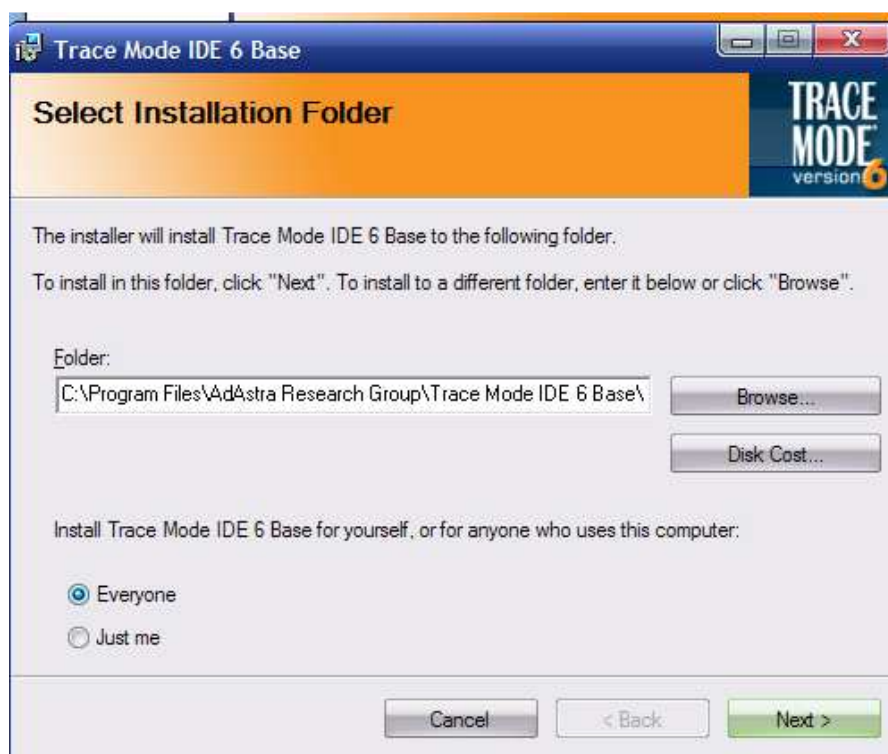 Trace Mode IDE 6 Base
Select Installation Folder
TRACE
MODE
version 6
The installer will install Trace Mode IDE 6 Base to the following folder.
To install in this folder, click "Next". To install to a different folder, enter it below or click "Browse".
Folder:
C:\Program Files\AdAstra Research Group\Trace Mode IDE 6 Base\
Browse...
Disk Cost...
Install Trace Mode IDE 6 Base for yourself, or for anyone who uses this computer:
Everyone
Just me
Cancel
< Back
Next >